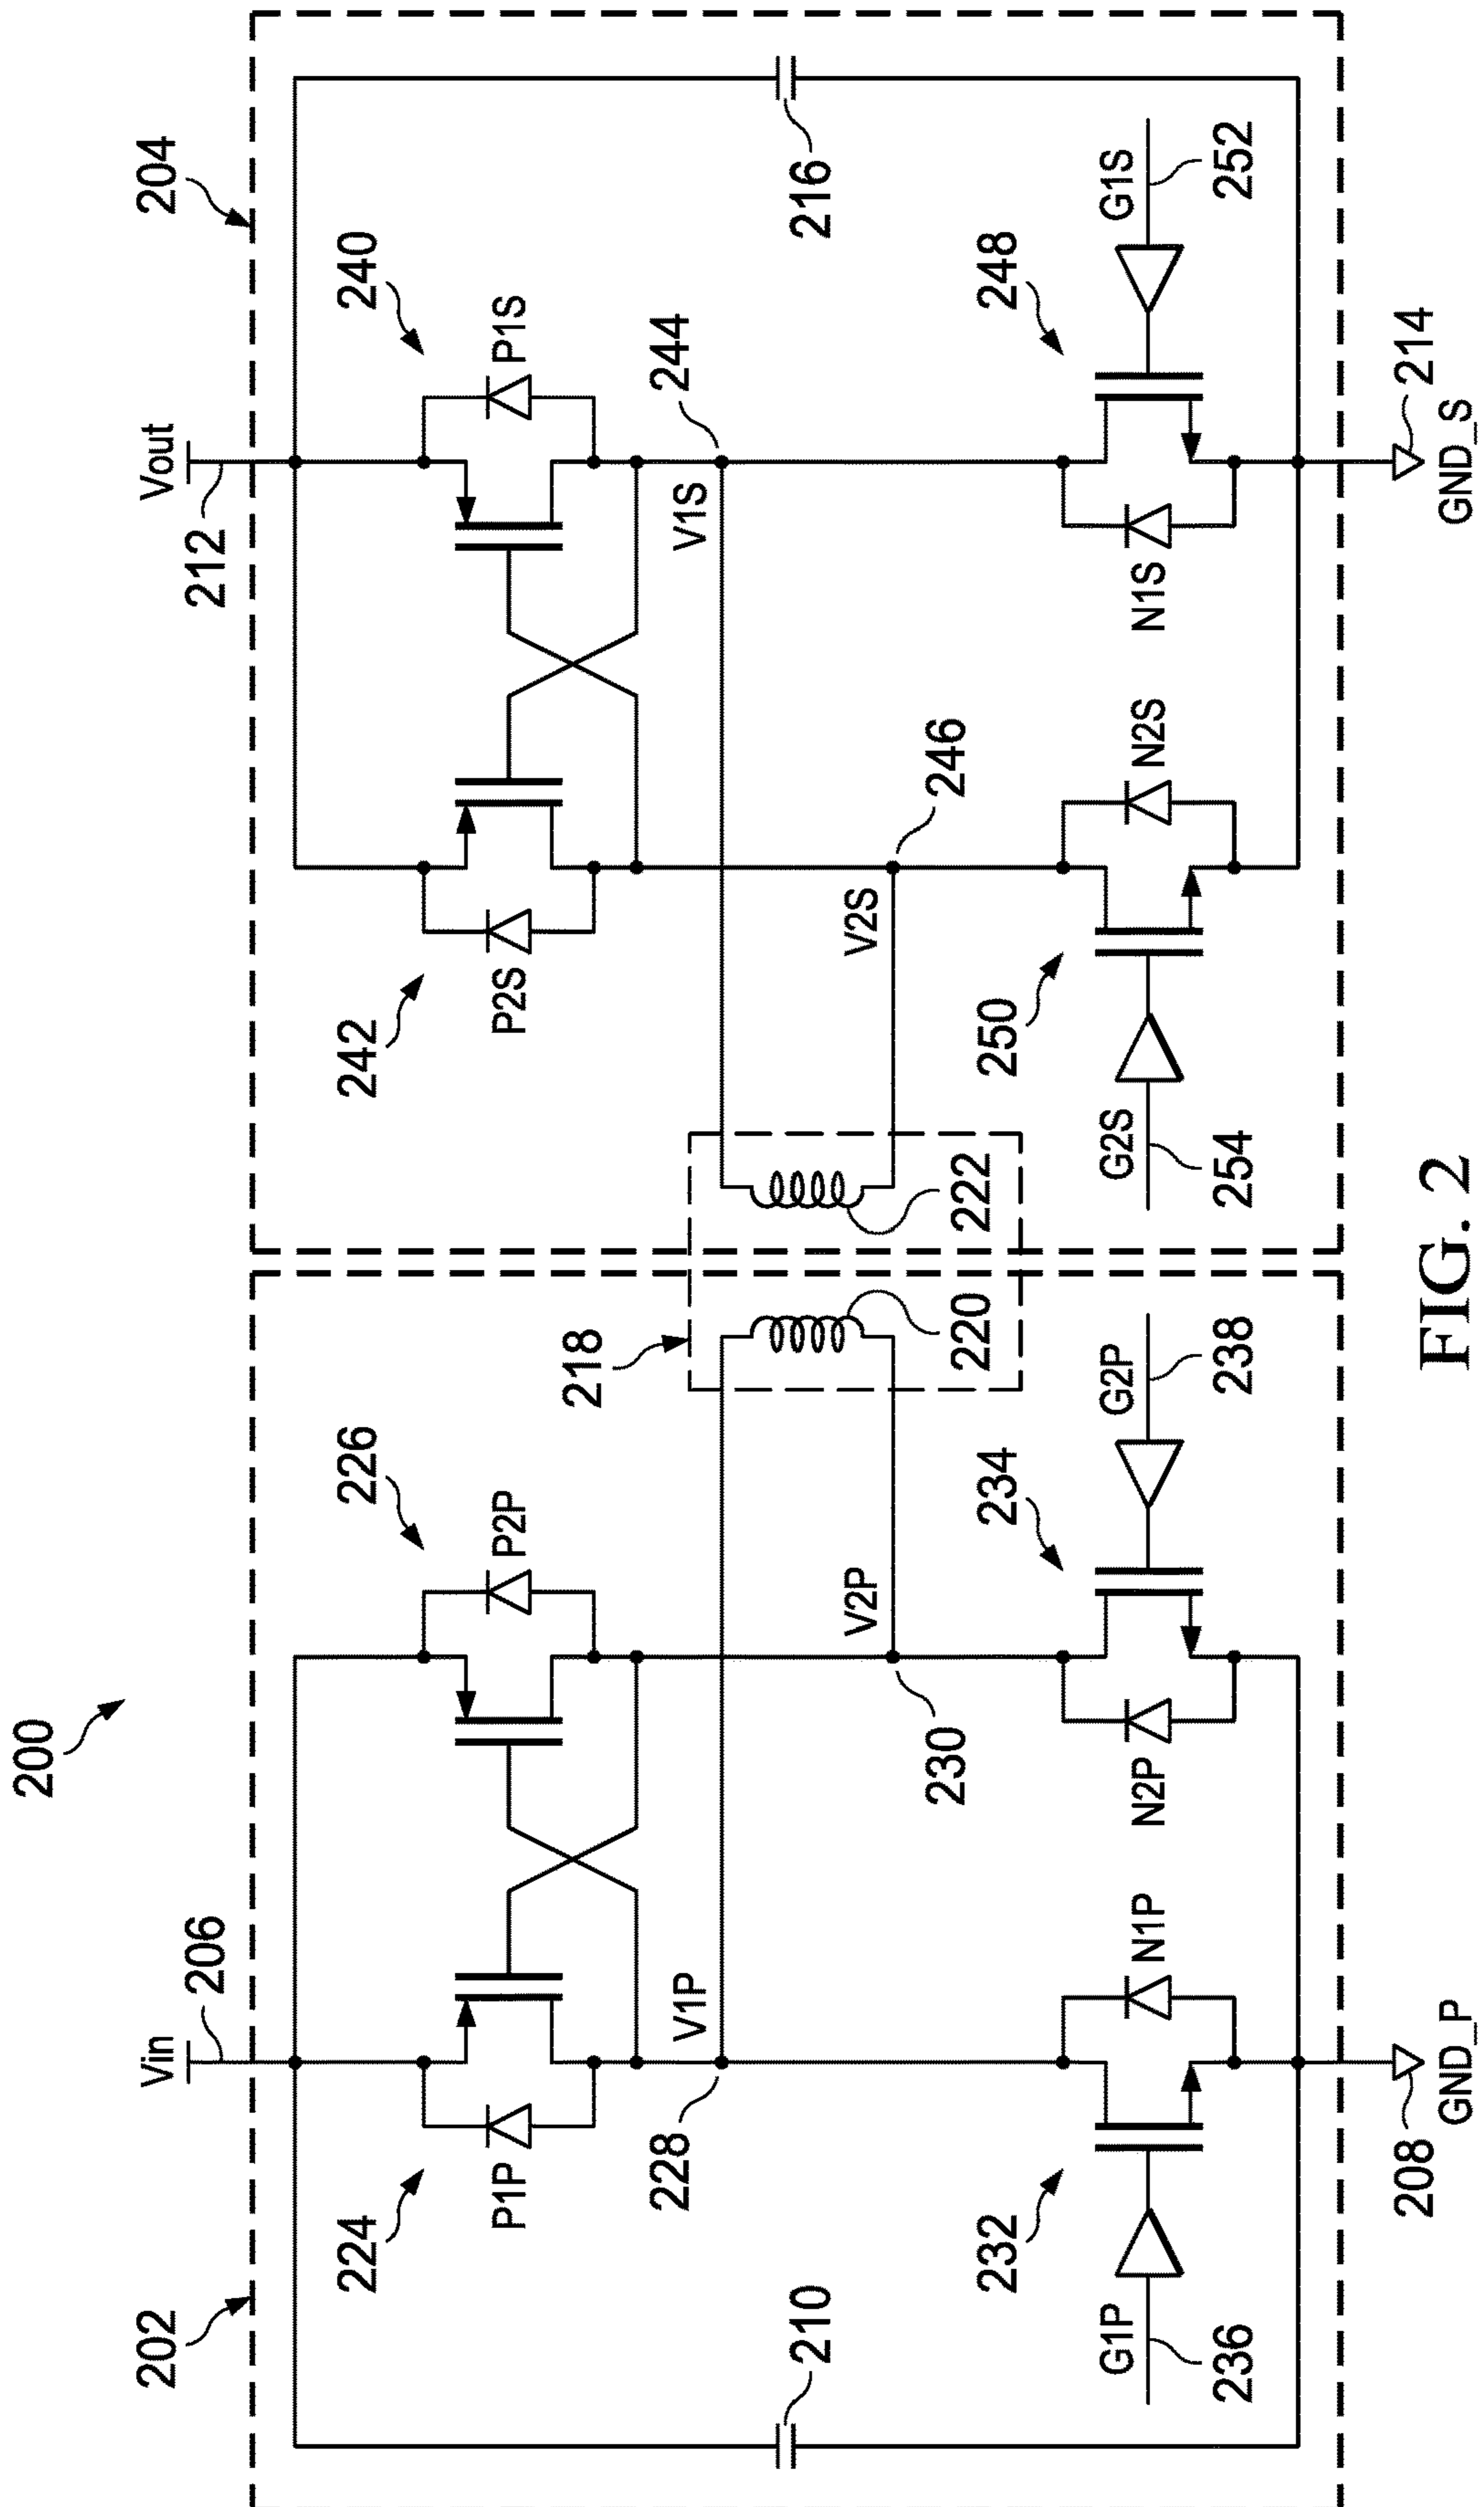 200
202
204
Vin
206
Vout
212
224
P1P
226
P2P
242
P2S
240
P1S
218
228
V1P
V2P
230
220
222
V2S
246
V1S
244
210
216
232
N1P
N2P
234
250
N2S
N1S
248
G1P
236
G2P
238
G2S
254
G1S
252
208
GND_P
214
GND_S
FIG. 2